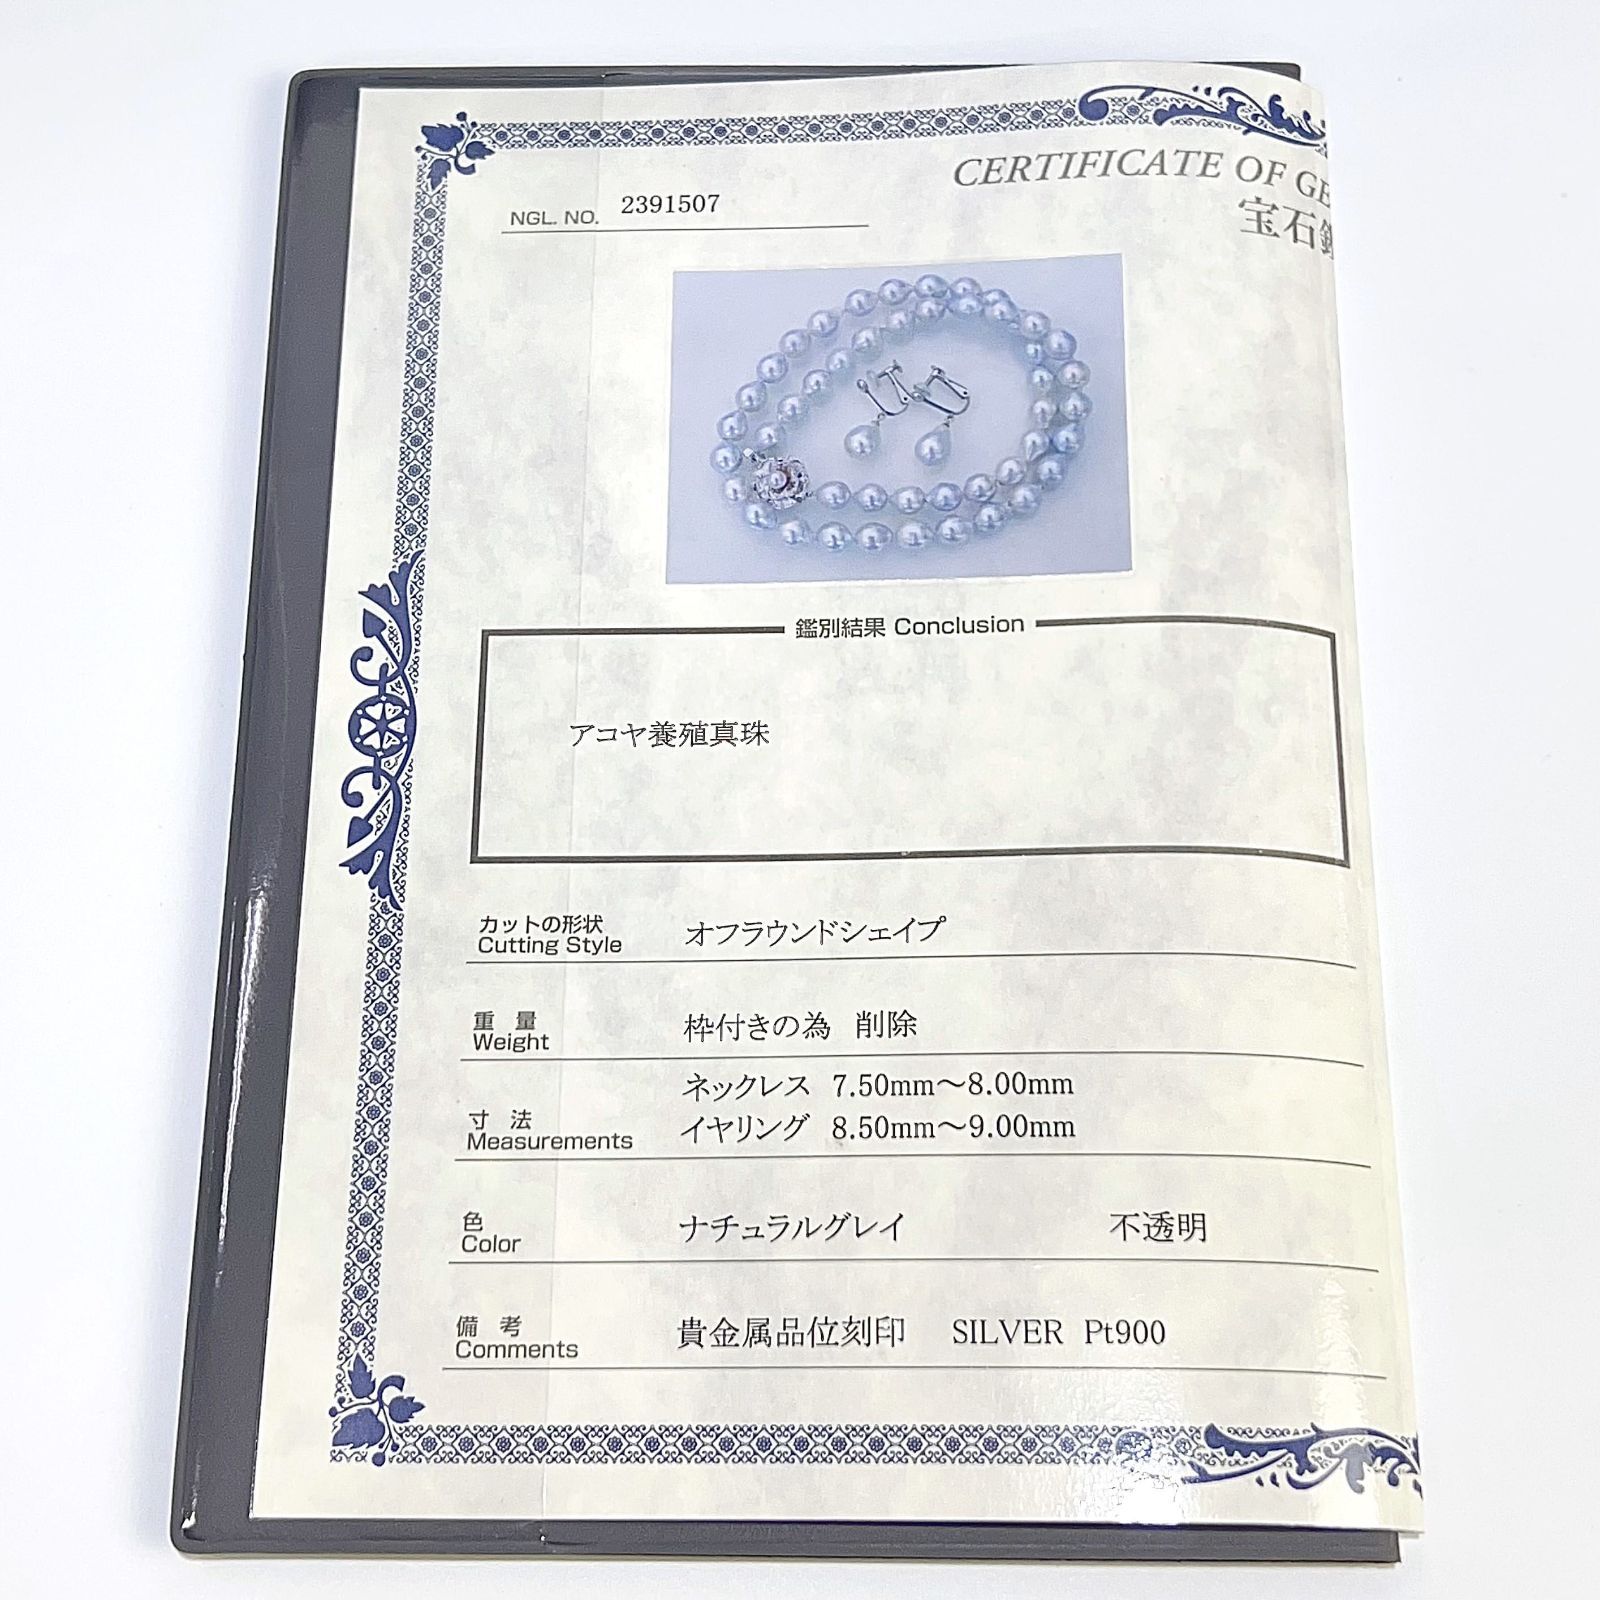 CERTIFICATE OF GE
宝石鑑
NGL. NO. 2391507
鑑別結果 Conclusion
アコヤ養殖真珠
カットの形状 オフラウンドシェイプ
Cutting Style
重量 枠付きの為 削除
Weight
ネックレス 7.50mm～8.00mm
寸法 イヤリング 8.50mm～9.00mm
Measurements
色 ナチュラルグレイ 不透明
Color
備考 貴金属品位刻印 SILVER Pt900
Comments